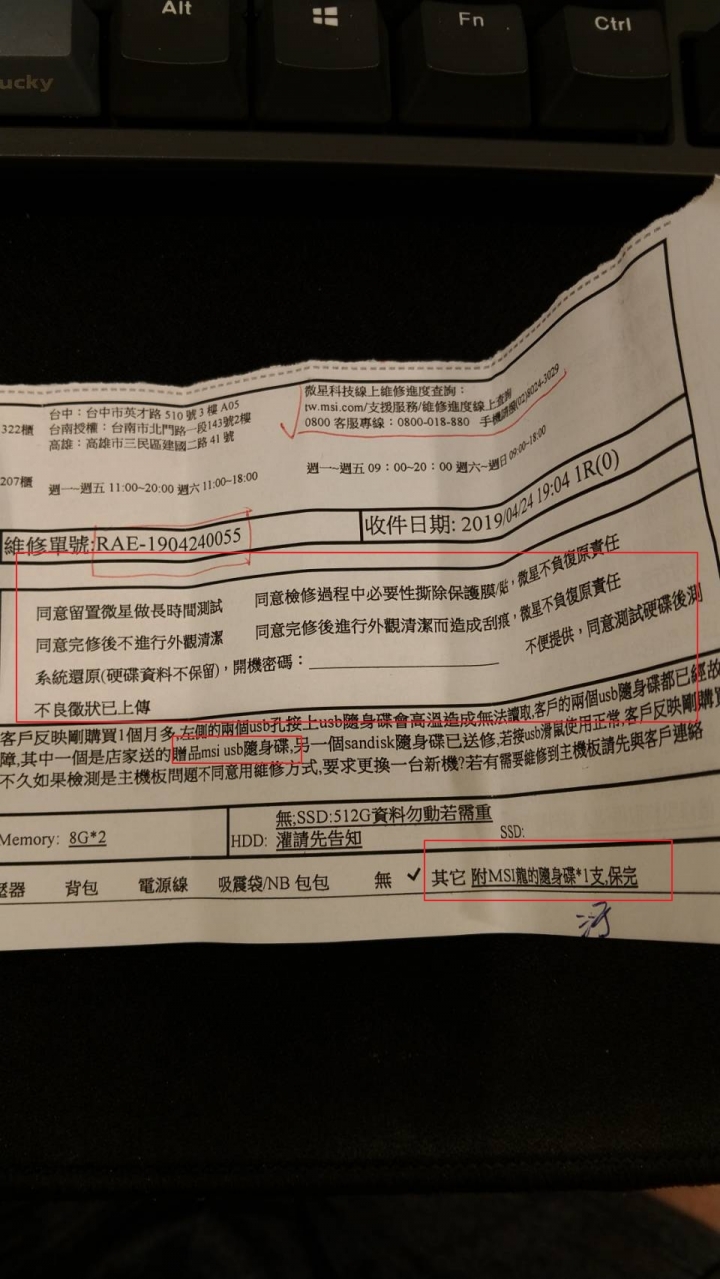 Alt
Fn
Ctrl
ucky
322櫃
台中：台中市英才路 510 號 3 樓 A05
台南授權：台南市北門路一段143號2樓
高雄：高雄市三民區建國二路 41 號
微星科技線上維修進度查詢：
tw.msi.com/支援服務/維修進度線上查詢
0800 客服專線：0800-018-880 手機請撥(02)8024-3029
207櫃
週一~週五 11:00~20:00 週六 11:00~18:00
週一~週五 09：00~20：00 週六~週日 09:00~18:00
維修單號:RAE-1904240055
收件日期: 2019/04/24 19:04 1R(0)
同意留置微星做長時間測試 同意檢修過程中必要性撕除保護膜/貼，微星不負復原責任
同意完修後不進行外觀清潔 同意完修後進行外觀清潔而造成刮痕，微星不負復原責任
系統還原(硬碟資料不保留)，開機密碼： 不便提供，同意測試硬碟後測
不良徵狀已上傳
客戶反映剛購買1個月多,左側的兩個usb孔接上usb隨身碟會高溫造成無法讀取,客戶的兩個usb隨身碟都已經故
障,其中一個是店家送的贈品msi usb隨身碟,另一個sandisk隨身碟已送修,若接usb滑鼠使用正常,客戶反映剛購買
不久如果檢測是主機板問題不同意用維修方式,要求更換一台新機?若有需要維修到主機板請先與客戶連絡
Memory: 8G*2
HDD: 無;SSD:512G資料勿動若需重
灌請先告知
SSD:
壓器 背包 電源線 吸震袋/NB 包包 無 ✓ 其它 附MSI龍的隨身碟*1支,保完